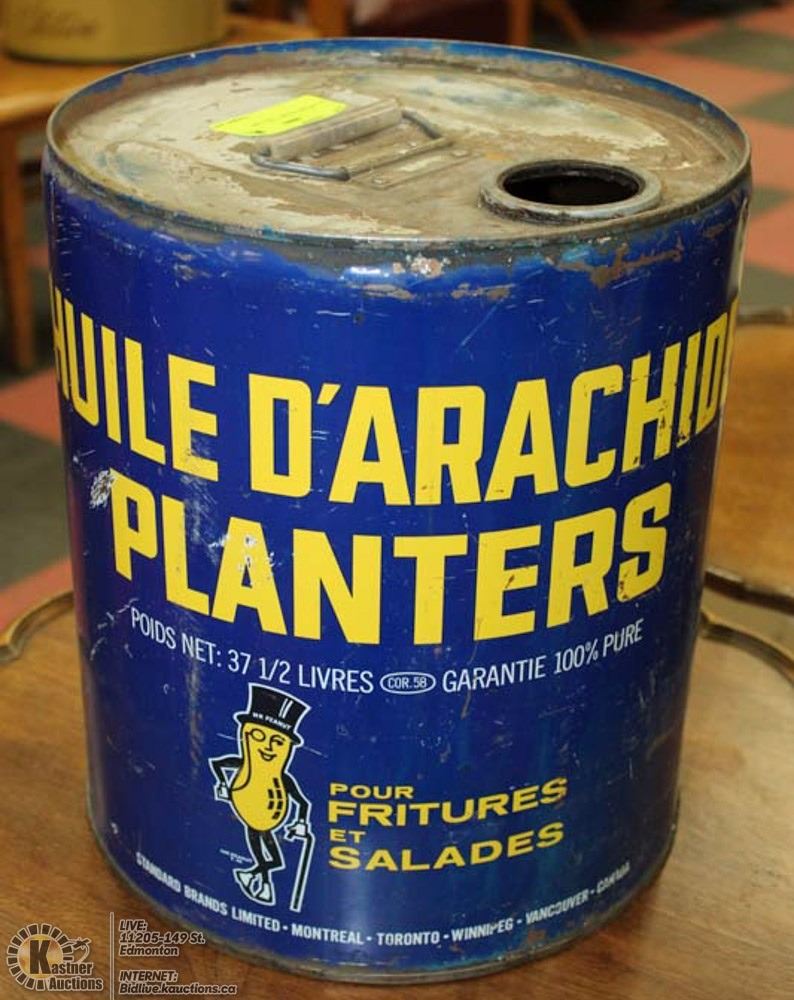 HUILE D'ARACHID
PLANTERS
POIDS NET: 37 1/2 LIVRES COR.58 GARANTIE 100% PURE
MR PEANUT
POUR
FRITURES
ET
SALADES
STANDARD BRANDS LIMITED • MONTREAL • TORONTO • WINNIPEG • VANCOUVER • CANADA
Kastner
Auctions
LIVE:
11205-149 St.
Edmonton
INTERNET:
Bidlive.kauctions.ca